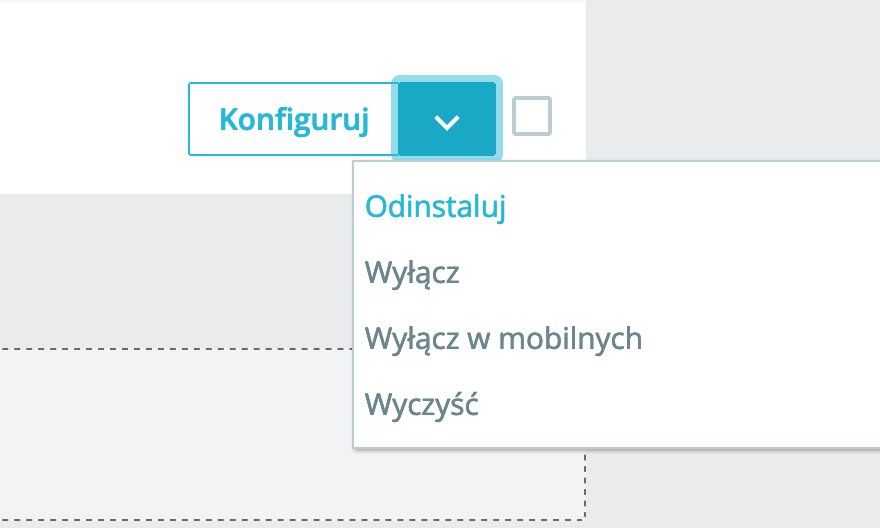 Konfiguruj
Odinstaluj
Wyłącz
Wyłącz w mobilnych
Wyczyść